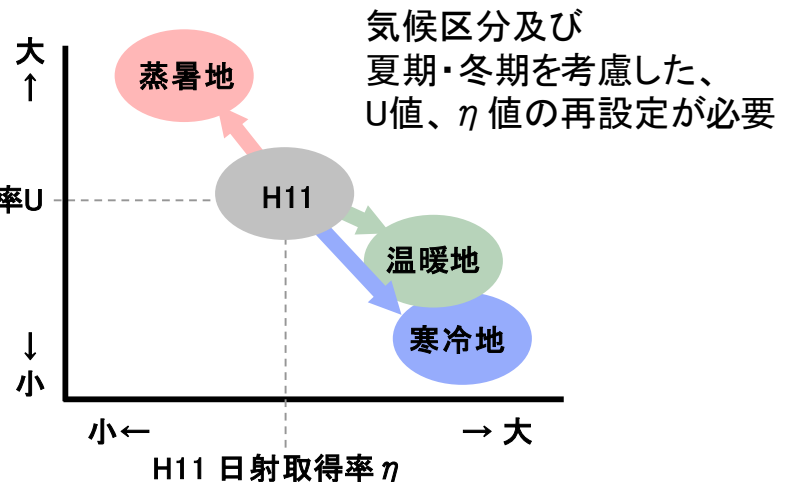 気候区分及び
夏期・冬期を考慮した、
U値、η値の再設定が必要
大
↑
蒸暑地
率U
H11
温暖地
寒冷地
↓
小
小←
→ 大
H11 日射取得率η